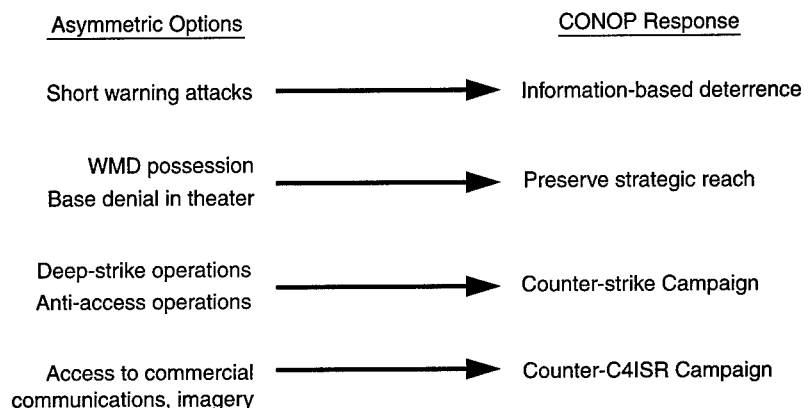 Asymmetric Options
CONOP Response
Short warning attacks
Information-based deterrence
WMD possession
Base denial in theater
Preserve strategic reach
Deep-strike operations
Anti-access operations
Counter-strike Campaign
Access to commercial
communications, imagery
Counter-C4ISR Campaign